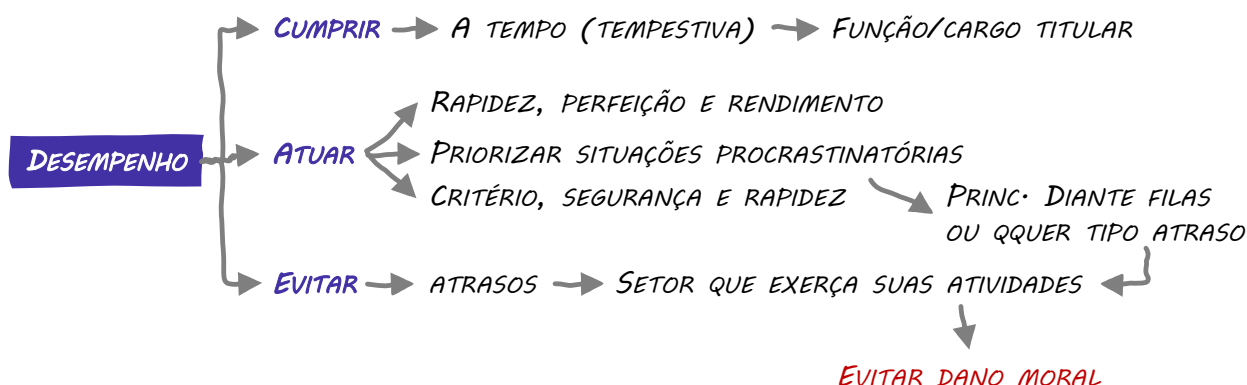 Cumprir
A tempo (tempestiva)
Função/cargo titular
Rapidez, perfeição e rendimento
Desempenho
Atuar
Priorizar situações procrastinatórias
Critério, segurança e rapidez
Princ. Diante filas
ou qquer tipo atraso
Evitar
atrasos
Setor que exerça suas atividades
Evitar dano moral